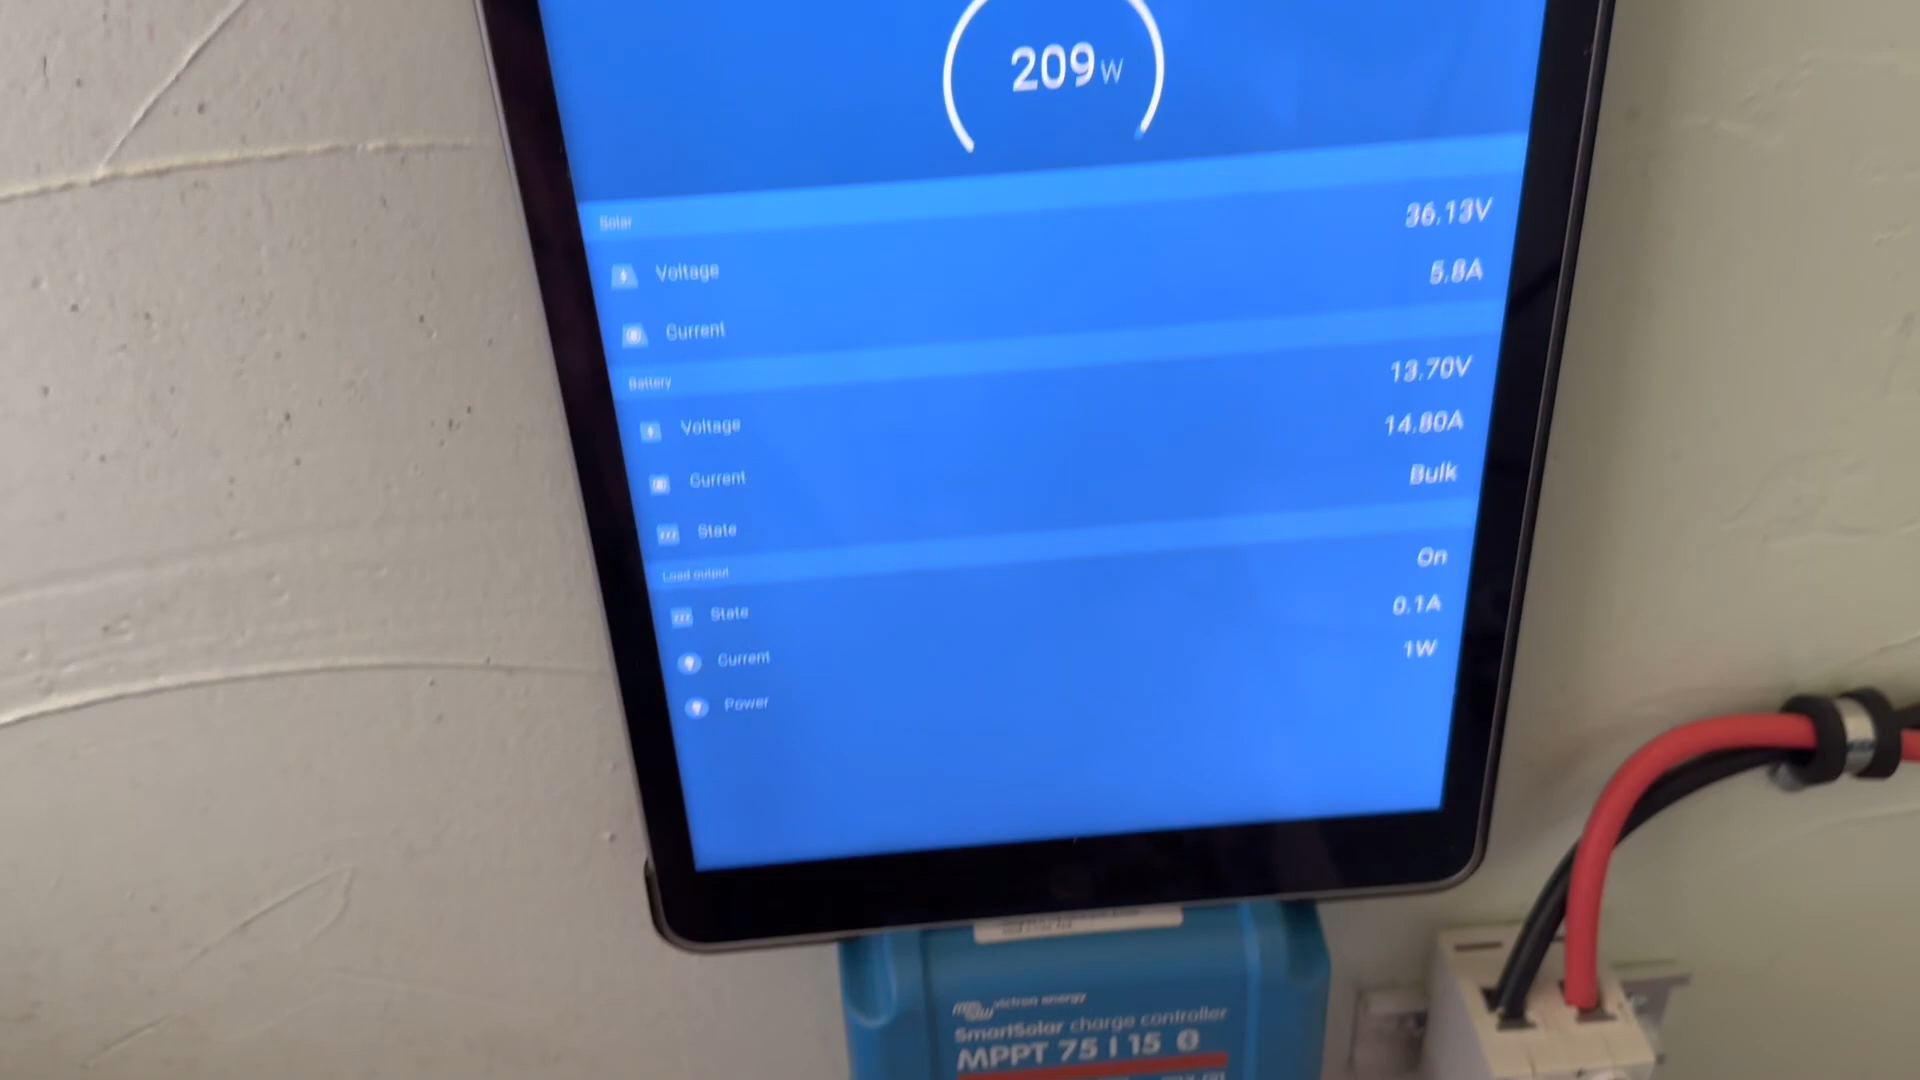 209W
Solar
Voltage 36.13V
Current 5.8A
Battery
Voltage 13.70V
Current 14.80A
State Bulk
Load output
State On
Current 0.1A
Power 1W
victron energy
SmartSolar charge controller
MPPT 75 | 15